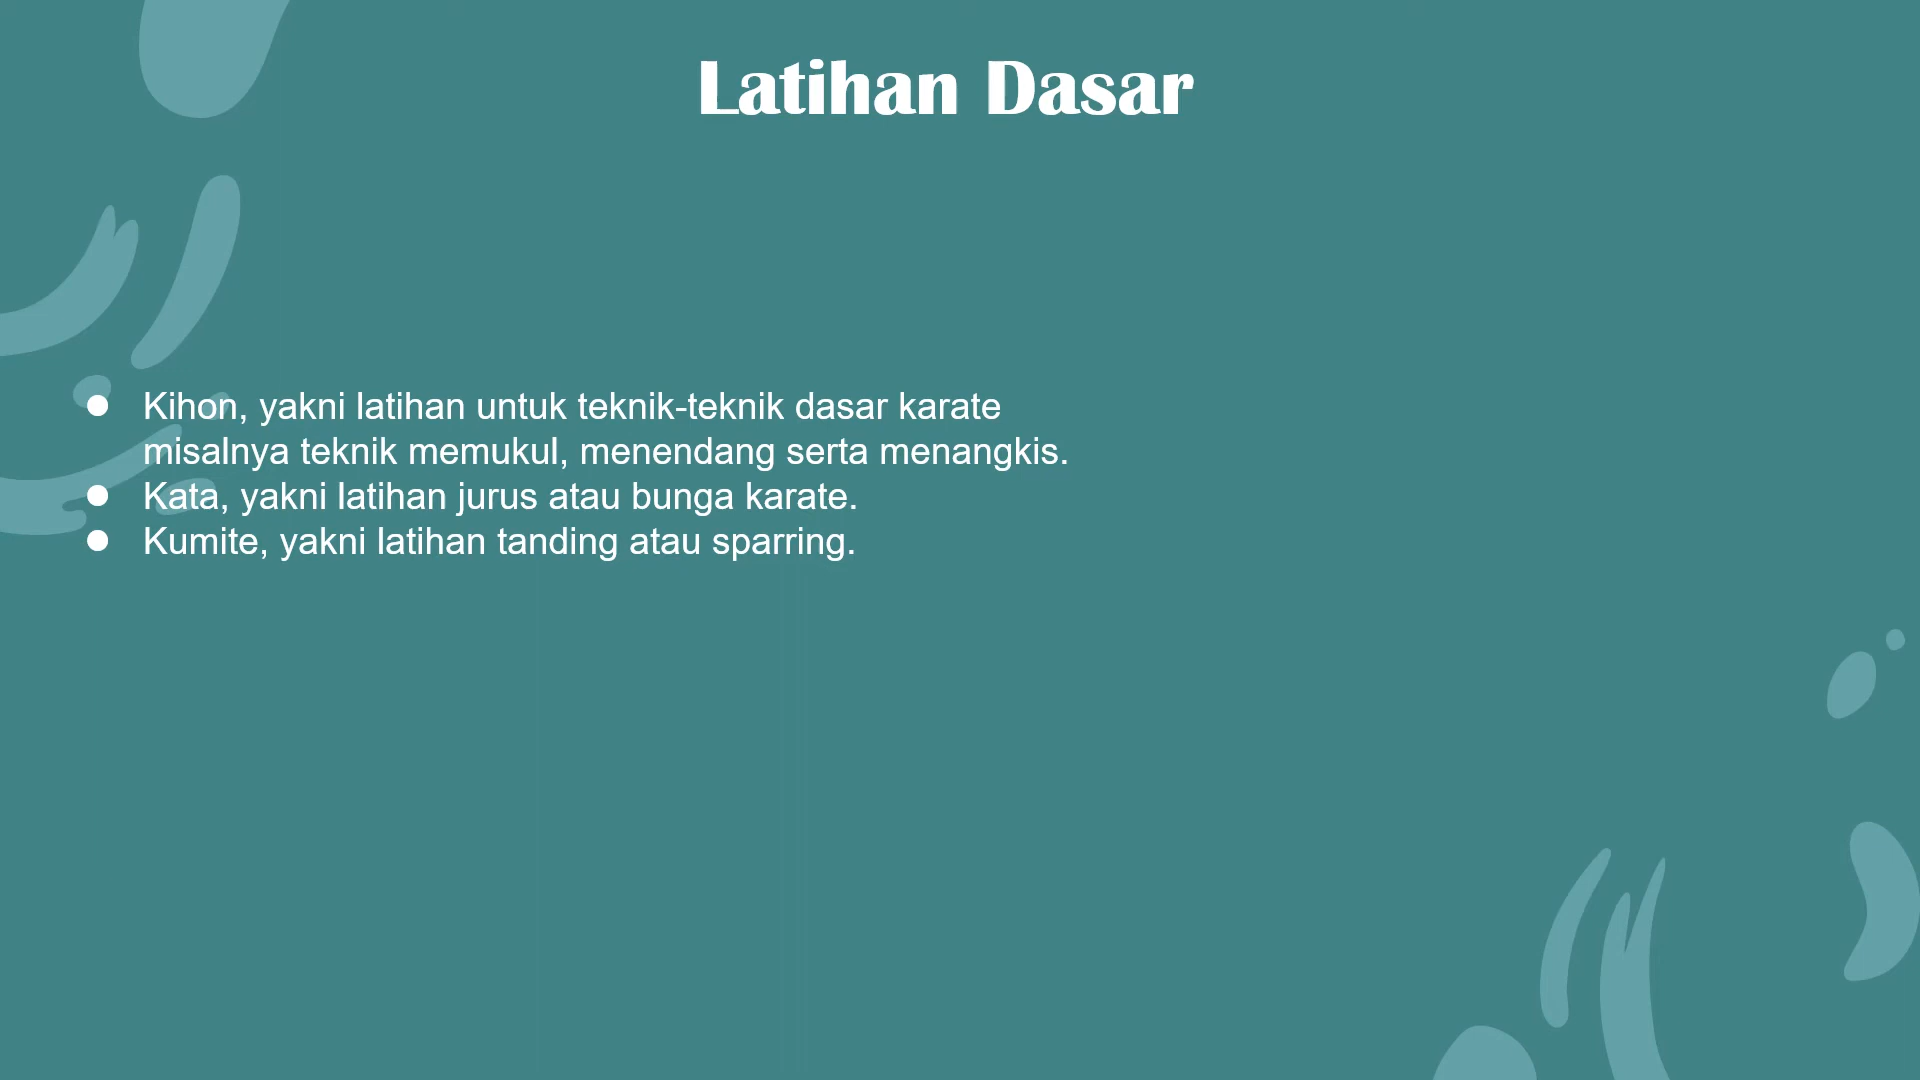 Latihan Dasar
● Kihon, yakni latihan untuk teknik-teknik dasar karate
misalnya teknik memukul, menendang serta menangkis.
● Kata, yakni latihan jurus atau bunga karate.
● Kumite, yakni latihan tanding atau sparring.